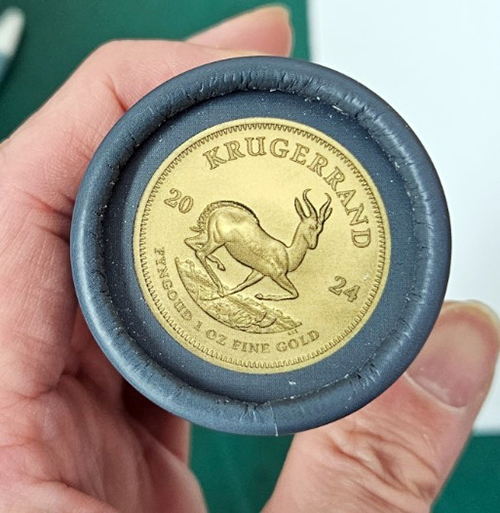 KRUGERRAND
20 24
FYNGOUD 1 OZ FINE GOLD